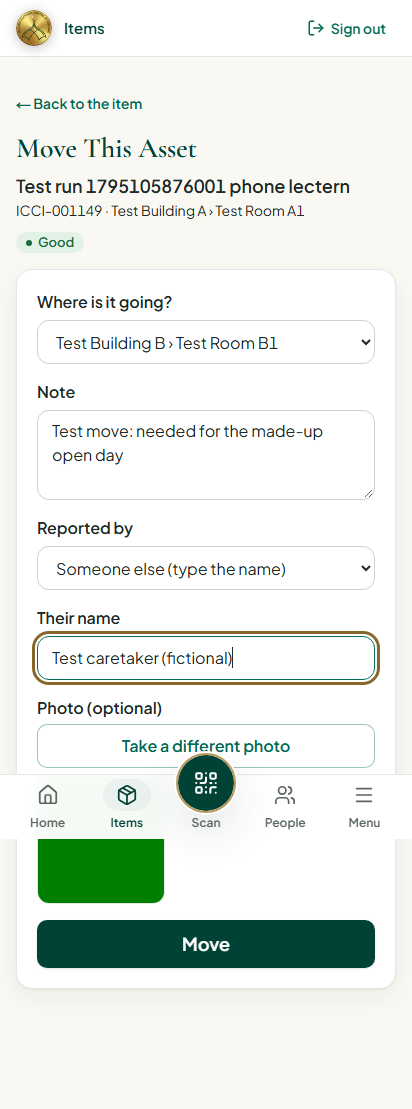 Items
Sign out
← Back to the item
Move This Asset
Test run 1795105876001 phone lectern
ICCI-001149 · Test Building A › Test Room A1
Good
Where is it going?
Test Building B › Test Room B1
Note
Test move: needed for the made-up
open day
Reported by
Someone else (type the name)
Their name
Test caretaker (fictional)
Photo (optional)
Take a different photo
Home
Items
Scan
People
Menu
Move